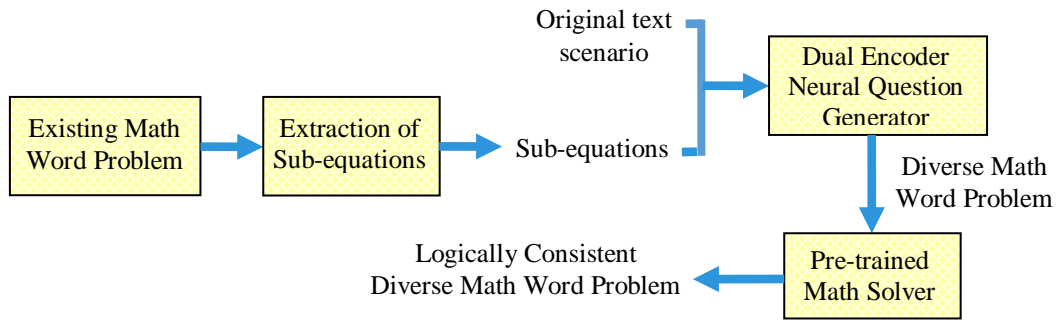 Existing Math
Word Problem
Extraction of
Sub-equations
Original text
scenario
Sub-equations
Dual Encoder
Neural Question
Generator
Diverse Math
Word Problem
Pre-trained
Math Solver
Logically Consistent
Diverse Math Word Problem